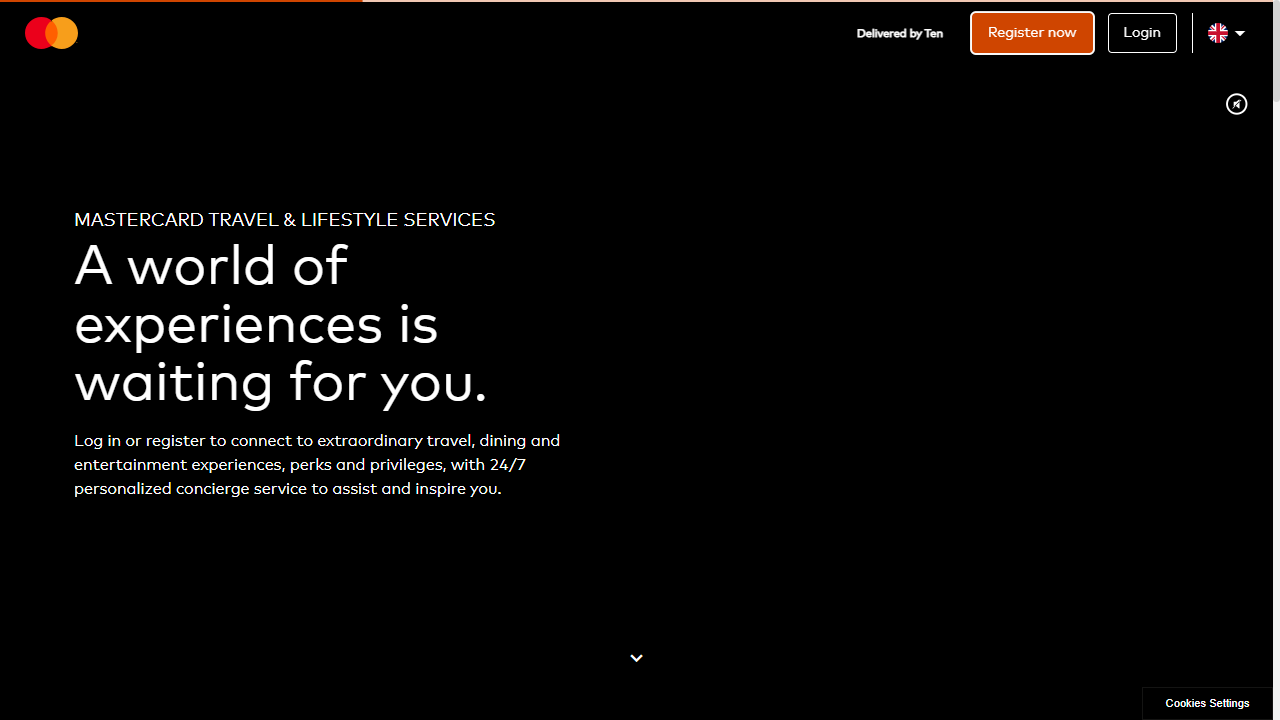 Delivered by Ten
Register now
Login
MASTERCARD TRAVEL & LIFESTYLE SERVICES
A world of
experiences is
waiting for you.
Log in or register to connect to extraordinary travel, dining and
entertainment experiences, perks and privileges, with 24/7
personalized concierge service to assist and inspire you.
Cookies Settings